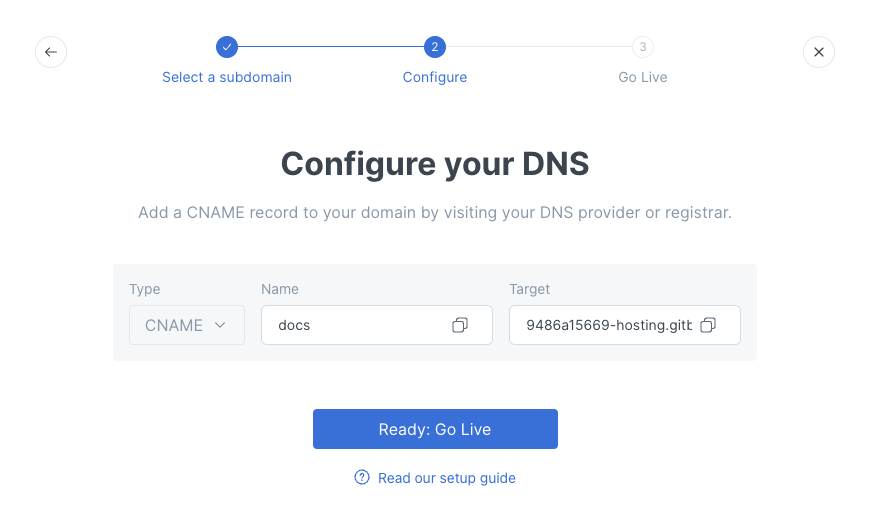 2
3
Select a subdomain
Configure
Go Live
Configure your DNS
Add a CNAME record to your domain by visiting your DNS provider or registrar.
Type
Name
Target
CNAME
docs
9486a15669-hosting.gitb
Ready: Go Live
Read our setup guide